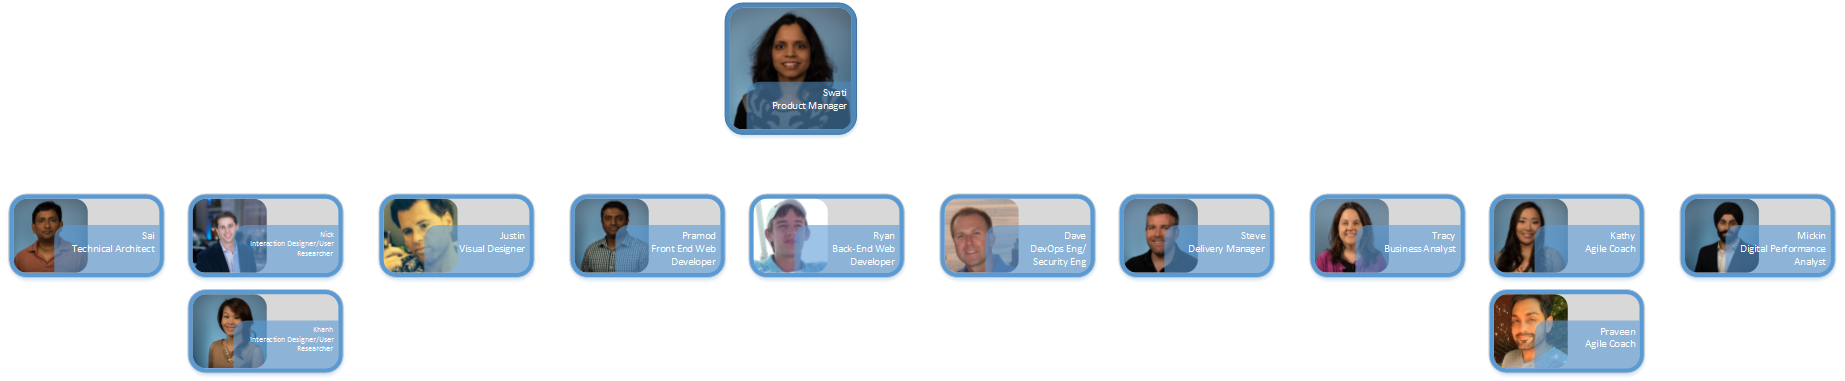 Swati
Product Manager
Sai
Technical Architect
Nick
Interaction Designer/User
Researcher
Justin
Visual Designer
Pramod
Front End Web
Developer
Ryan
Back-End Web
Developer
Dave
DevOps Eng/
Security Eng
Steve
Delivery Manager
Tracy
Business Analyst
Kathy
Agile Coach
Mickin
Digital Performance
Analyst
Khanh
Interaction Designer/User
Researcher
Praveen
Agile Coach